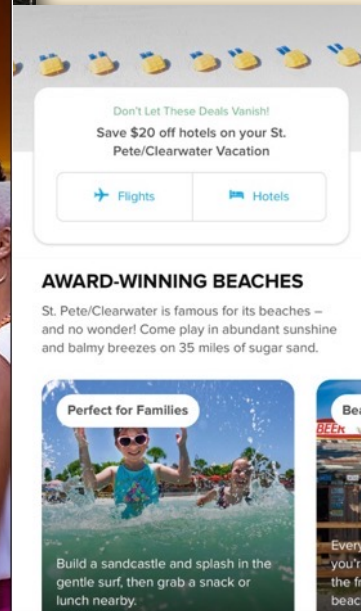 Don't Let These Deals Vanish!
Save $20 off hotels on your St.
Pete/Clearwater Vacation
Flights
Hotels
AWARD-WINNING BEACHES
St. Pete/Clearwater is famous for its beaches –
and no wonder! Come play in abundant sunshine
and balmy breezes on 35 miles of sugar sand.
Perfect for Families
BEER
Build a sandcastle and splash in the
gentle surf, then grab a snack or
lunch nearby.
you're